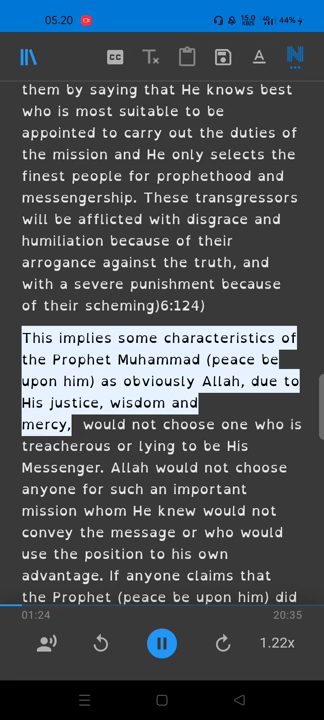 05.20
15.0 KB/s
4G
44%
CC
T×
A
N
them by saying that He knows best
who is most suitable to be
appointed to carry out the duties of
the mission and He only selects the
finest people for prophethood and
messengership. These transgressors
will be afflicted with disgrace and
humiliation because of their
arrogance against the truth, and
with a severe punishment because
of their scheming)6:124)
This implies some characteristics of
the Prophet Muhammad (peace be
upon him) as obviously Allah, due to
His justice, wisdom and
mercy, would not choose one who is
treacherous or lying to be His
Messenger. Allah would not choose
anyone for such an important
mission whom He knew would not
convey the message or who would
use the position to his own
advantage. If anyone claims that
the Prophet (peace be upon him) did
01:24
20:35
1.22x